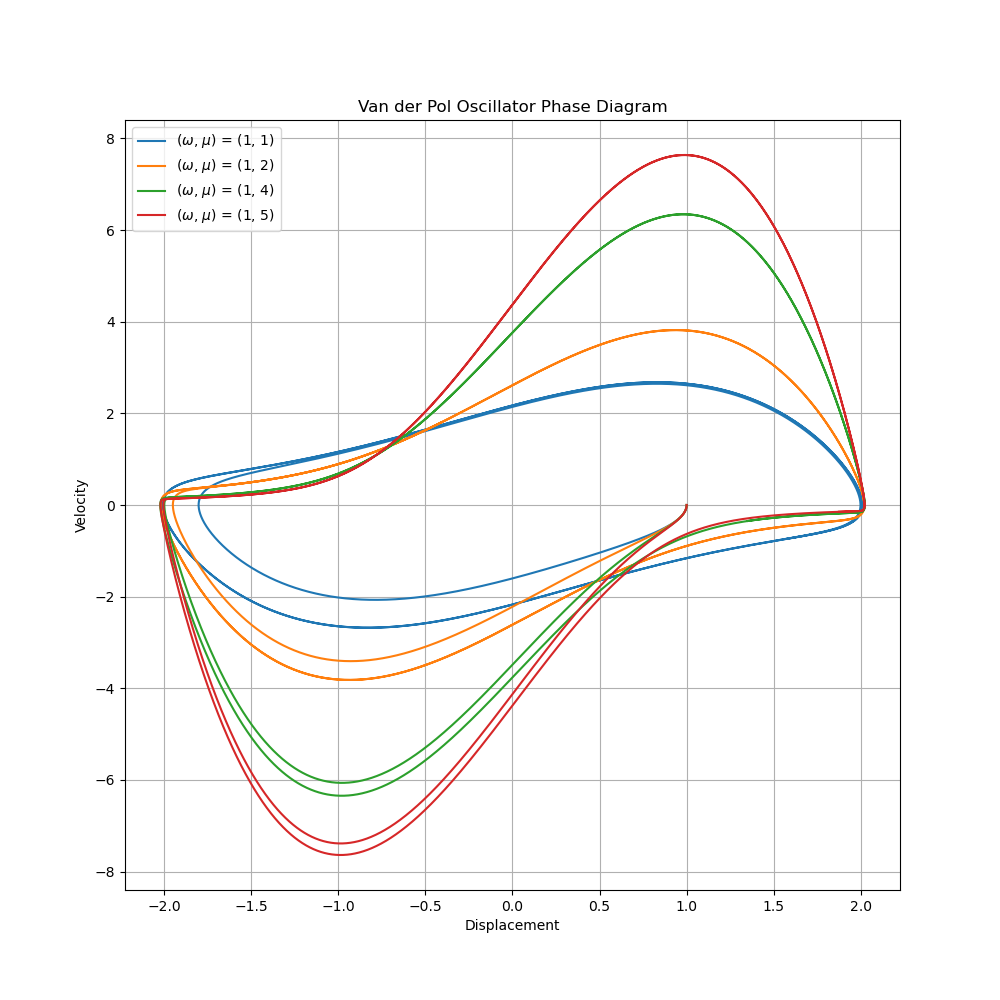 Van der Pol Oscillator Phase Diagram
(ω, μ) = (1, 1)
(ω, μ) = (1, 2)
(ω, μ) = (1, 4)
(ω, μ) = (1, 5)
8
6
4
2
0
−2
−4
−6
−8
Velocity
−2.0 −1.5 −1.0 −0.5 0.0 0.5 1.0 1.5 2.0
Displacement